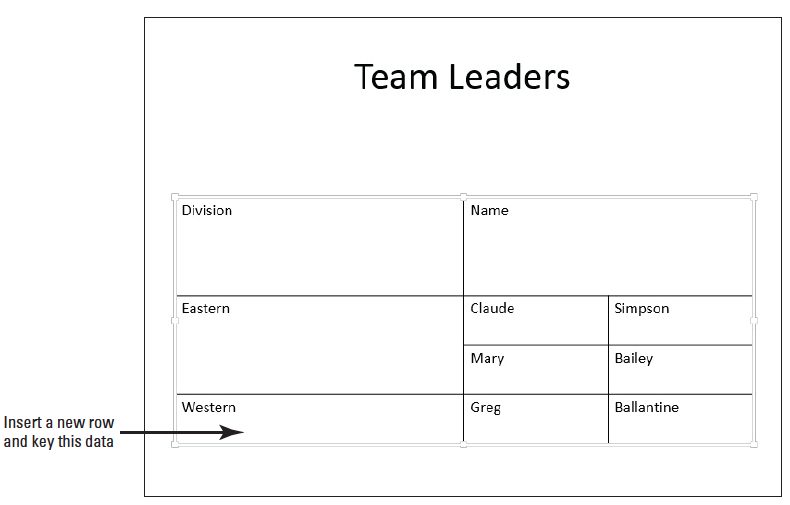 Team Leaders
Division Name
Eastern Claude Simpson
Mary Bailey
Western Greg Ballantine
Insert a new row
and key this data